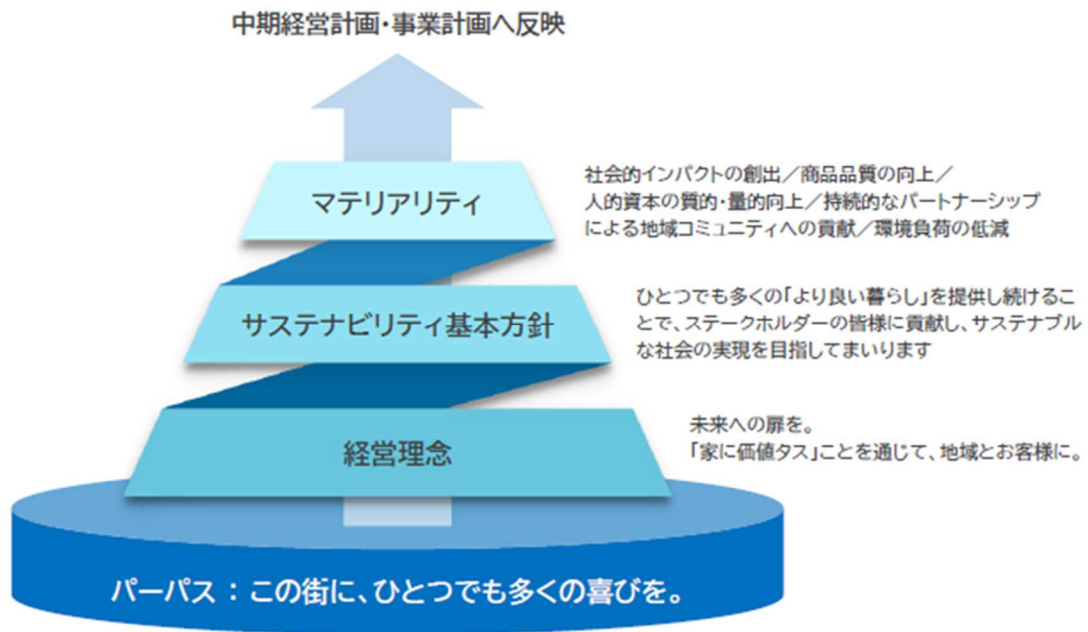 中期経営計画・事業計画へ反映
マテリアリティ
社会的インパクトの創出／商品品質の向上／
人的資本の質的・量的向上／持続的なパートナーシップ
による地域コミュニティへの貢献／環境負荷の低減
サステナビリティ基本方針
ひとつでも多くの「より良い暮らし」を提供し続けるこ
とで、ステークホルダーの皆様に貢献し、サステナブル
な社会の実現を目指してまいります
経営理念
未来への扉を。
「家に価値タス」ことを通じて、地域とお客様に。
パーパス：この街に、ひとつでも多くの喜びを。